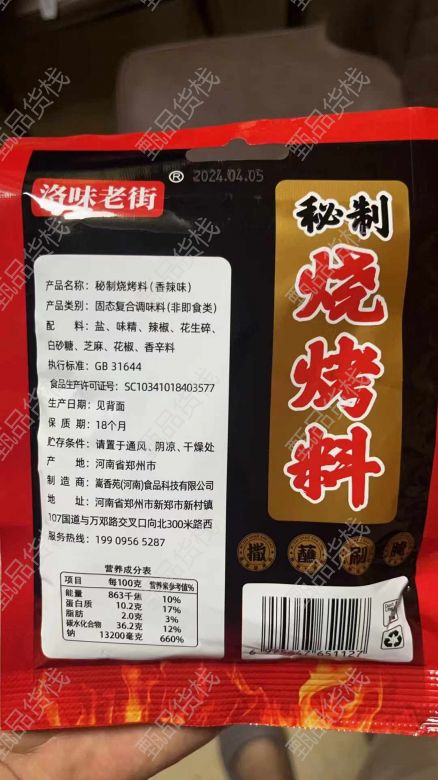 洛味老街
®
2024.04.05
秘制
烧烤料
产品名称：秘制烧烤料(香辣味)
产品类别：固态复合调味料(非即食类)
配 料：盐、味精、辣椒、花生碎、
白砂糖、芝麻、花椒、香辛料
执行标准：GB 31644
食品生产许可证号：SC10341018403577
生产日期：见背面
保 质 期：18个月
贮存条件：请置于通风、阴凉、干燥处
产 地：河南省郑州市
制 造 商：嵩香苑(河南)食品科技有限公司
地 址：河南省郑州市新郑市新村镇
107国道与万邓路交叉口向北300米路西
服务热线：199 0956 5287
营养成分表
项目 每100克 营养素参考值%
能量 863千焦 10%
蛋白质 10.2克 17%
脂肪 2.0克 3%
碳水化合物 36.2克 12%
钠 13200毫克 660%
撒 蘸 刷 腌
651127
甄品货栈